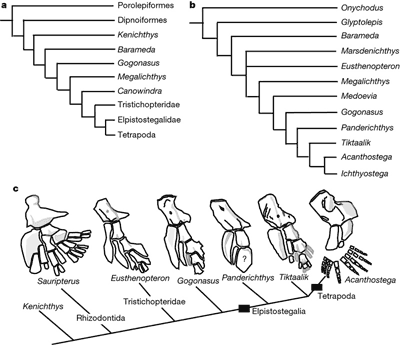 a
Porolepiformes
Dipnoiformes
Kenichthys
Barameda
Gogonasus
Megalichthys
Canowindra
Tristichopteridae
Elpistostegalidae
Tetrapoda
b
Onychodus
Glyptolepis
Barameda
Marsdenichthys
Eusthenopteron
Megalichthys
Medoevia
Gogonasus
Panderichthys
Tiktaalik
Acanthostega
Ichthyostega
c
?
Sauripterus
Eusthenopteron
Gogonasus
Panderichthys
Tiktaalik
Acanthostega
Kenichthys
Rhizodontida
Tristichopteridae
Elpistostegalia
Tetrapoda